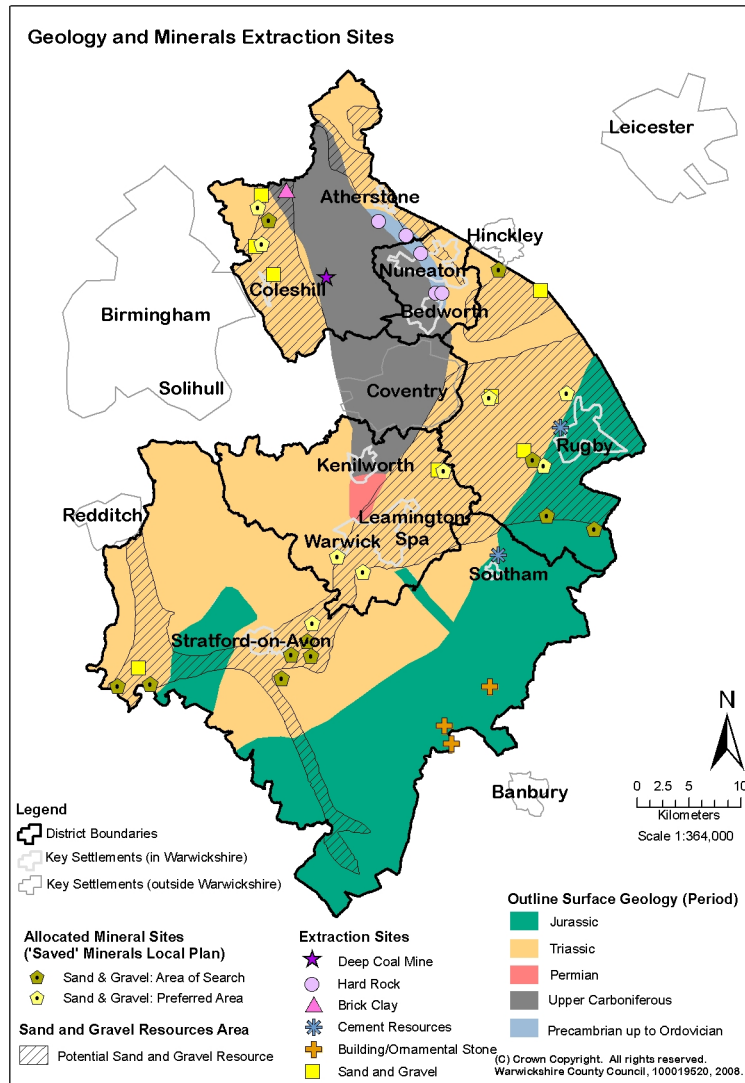 Geology and Minerals Extraction Sites
Leicester
Atherstone
Hinckley
Nuneaton
Coleshill
Bedworth
Birmingham
Solihull
Coventry
Rugby
Kenilworth
Redditch
Leamington
Spa
Warwick
Southam
Stratford-on-Avon
N
Banbury
0 2.5 5 10
Kilometers
Scale 1:364,000
Legend
District Boundaries
Key Settlements (in Warwickshire)
Key Settlements (outside Warwickshire)
Allocated Mineral Sites
('Saved' Minerals Local Plan)
Sand & Gravel: Area of Search
Sand & Gravel: Preferred Area
Sand and Gravel Resources Area
Potential Sand and Gravel Resource
Extraction Sites
Deep Coal Mine
Hard Rock
Brick Clay
Cement Resources
Building/Ornamental Stone
Sand and Gravel
Outline Surface Geology (Period)
Jurassic
Triassic
Permian
Upper Carboniferous
Precambrian up to Ordovician
(C) Crown Copyright. All rights reserved.
Warwickshire County Council, 100019520, 2008.